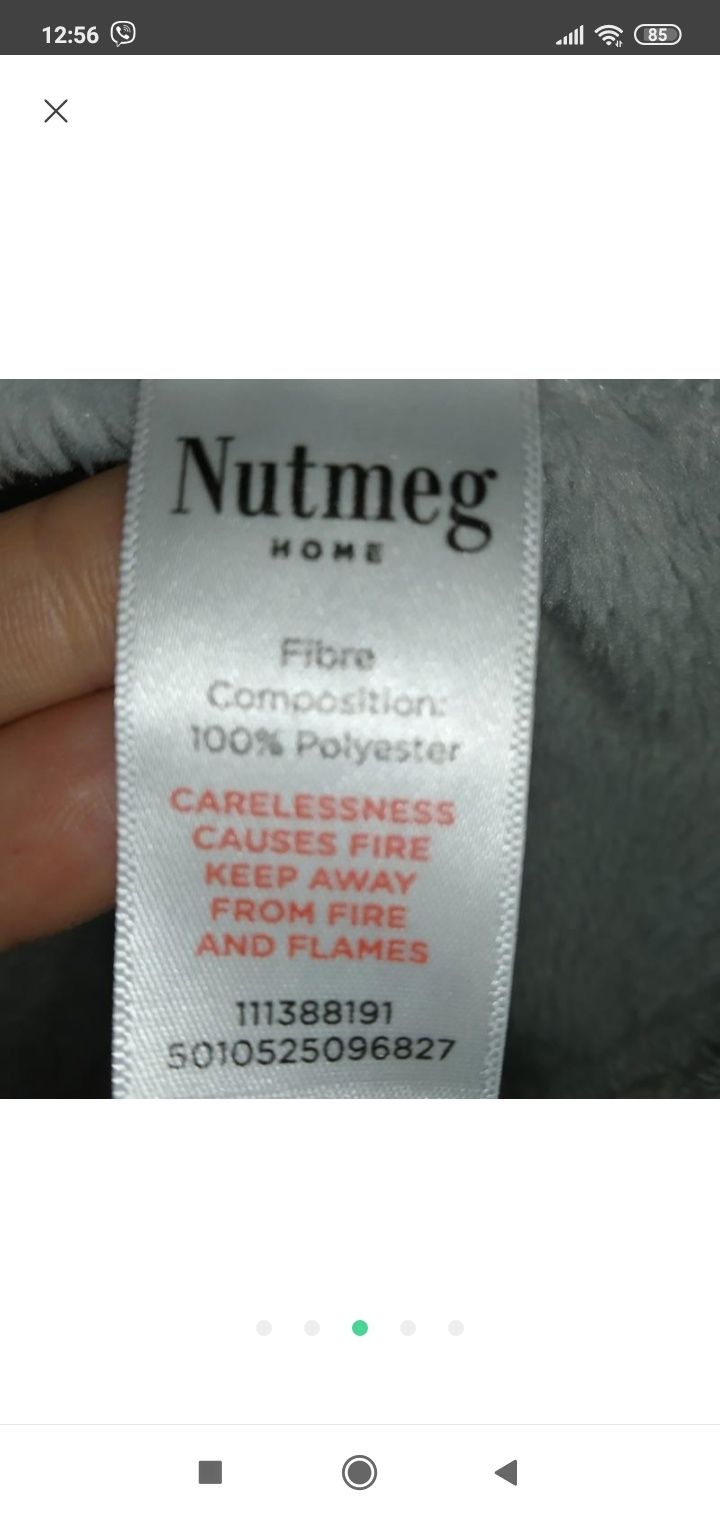 12:56
85
Nutmeg
HOME
Fibre
Composition:
100% Polyester
CARELESSNESS
CAUSES FIRE
KEEP AWAY
FROM FIRE
AND FLAMES
111388191
5010525096827